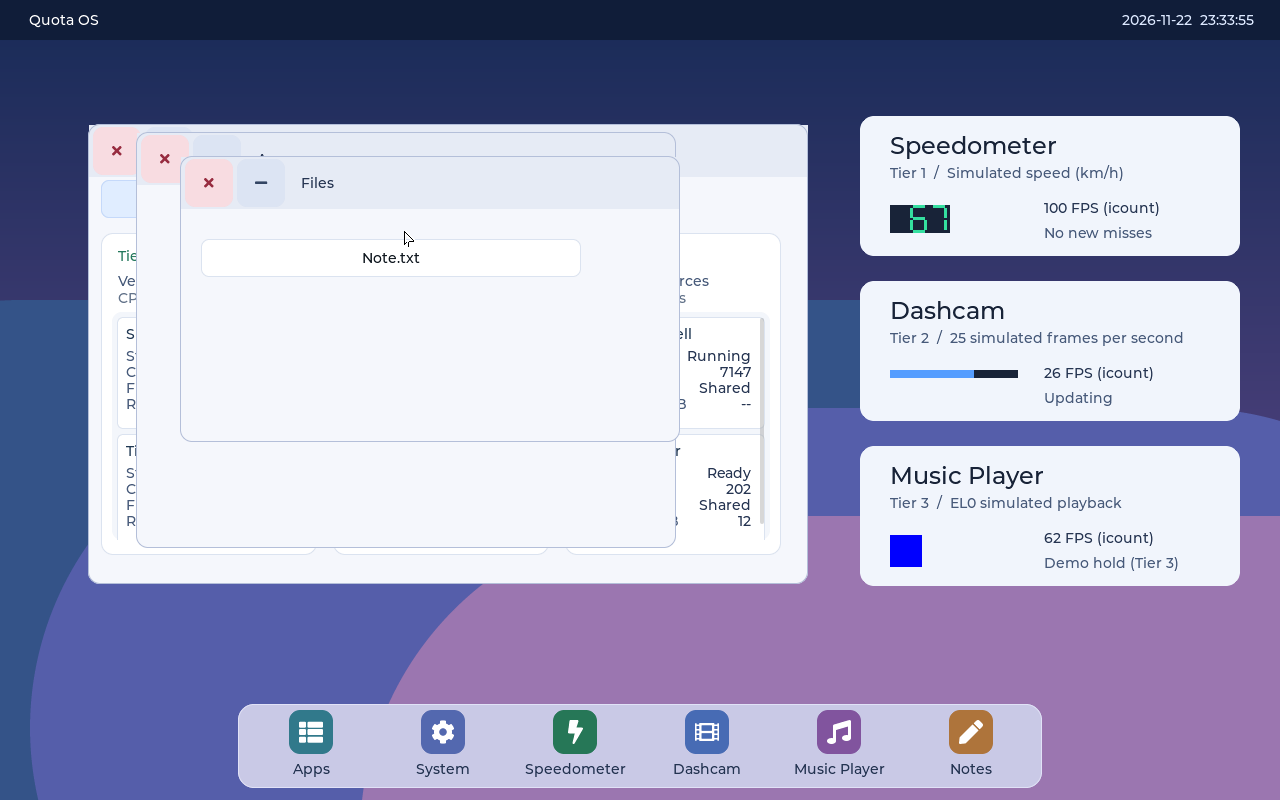 Quota OS
2026-11-22 23:33:55
Files
Note.txt
Running
7147
Shared
--
Ready
202
Shared
12
Speedometer
Tier 1 / Simulated speed (km/h)
67
100 FPS (icount)
No new misses
Dashcam
Tier 2 / 25 simulated frames per second
26 FPS (icount)
Updating
Music Player
Tier 3 / EL0 simulated playback
62 FPS (icount)
Demo hold (Tier 3)
Apps
System
Speedometer
Dashcam
Music Player
Notes